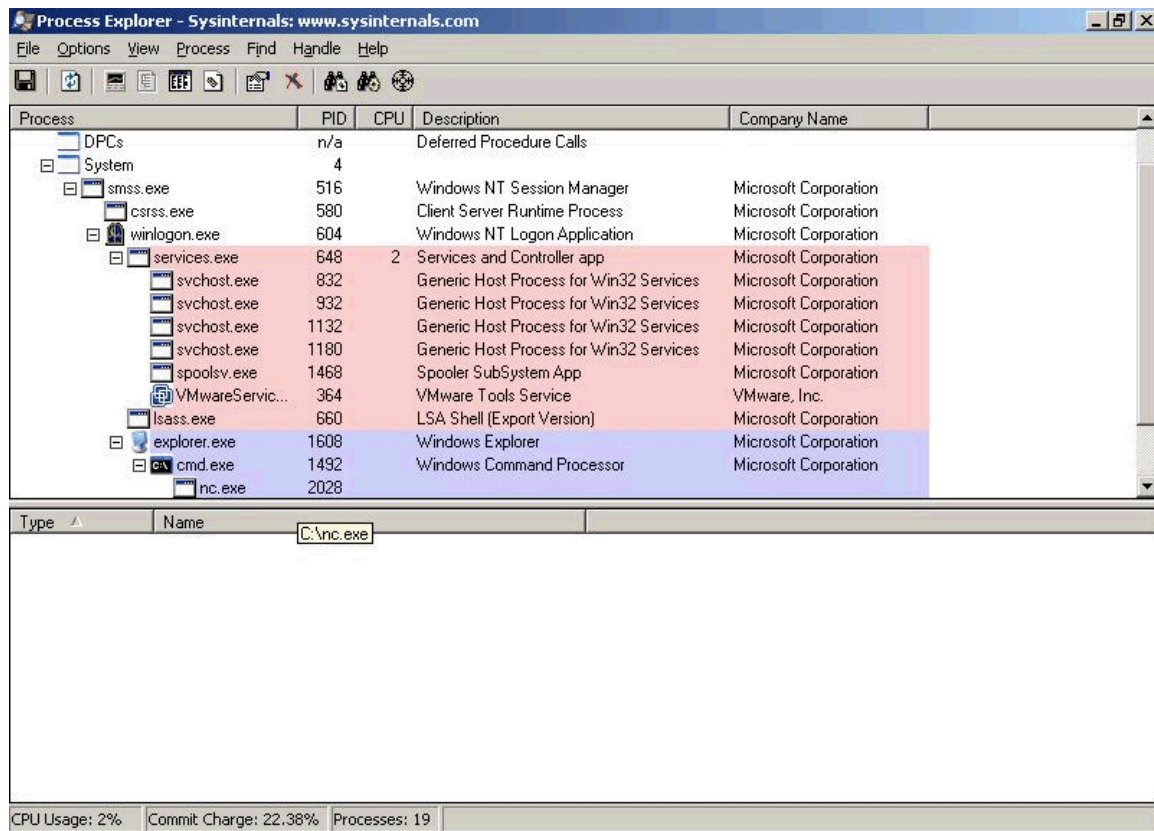 Process Explorer - Sysinternals: www.sysinternals.com
File Options View Process Find Handle Help
Process PID CPU Description Company Name
DPCs n/a Deferred Procedure Calls
System 4
smss.exe 516 Windows NT Session Manager Microsoft Corporation
csrss.exe 580 Client Server Runtime Process Microsoft Corporation
winlogon.exe 604 Windows NT Logon Application Microsoft Corporation
services.exe 648 2 Services and Controller app Microsoft Corporation
svchost.exe 832 Generic Host Process for Win32 Services Microsoft Corporation
svchost.exe 932 Generic Host Process for Win32 Services Microsoft Corporation
svchost.exe 1132 Generic Host Process for Win32 Services Microsoft Corporation
svchost.exe 1180 Generic Host Process for Win32 Services Microsoft Corporation
spoolsv.exe 1468 Spooler SubSystem App Microsoft Corporation
VMwareServic... 364 VMware Tools Service VMware, Inc.
lsass.exe 660 LSA Shell (Export Version) Microsoft Corporation
explorer.exe 1608 Windows Explorer Microsoft Corporation
cmd.exe 1492 Windows Command Processor Microsoft Corporation
nc.exe 2028
Type Name
C:\nc.exe
CPU Usage: 2% Commit Charge: 22.38% Processes: 19